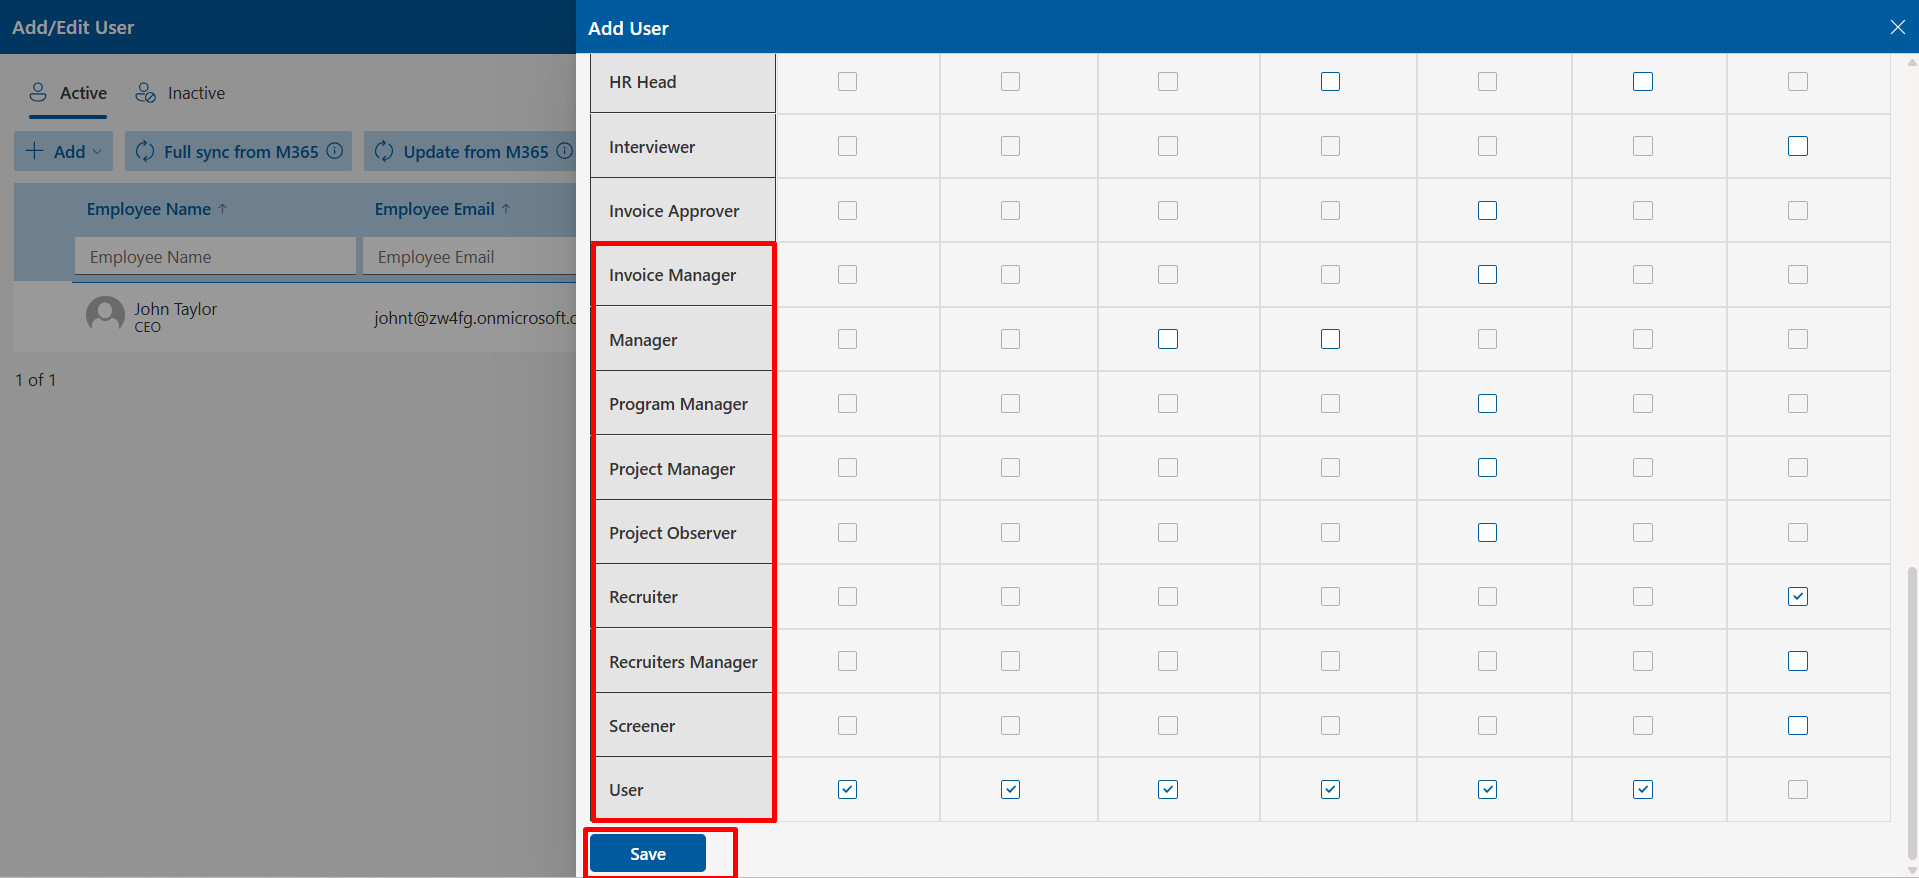 Add/Edit User
Active
Inactive
Add
Full sync from M365
Update from M365
Employee Name
Employee Email
Employee Name
Employee Email
John Taylor
CEO
johnt@zw4fg.onmicrosoft.c
1 of 1
Add User
HR Head
Interviewer
Invoice Approver
Invoice Manager
Manager
Program Manager
Project Manager
Project Observer
Recruiter
Recruiters Manager
Screener
User
Save